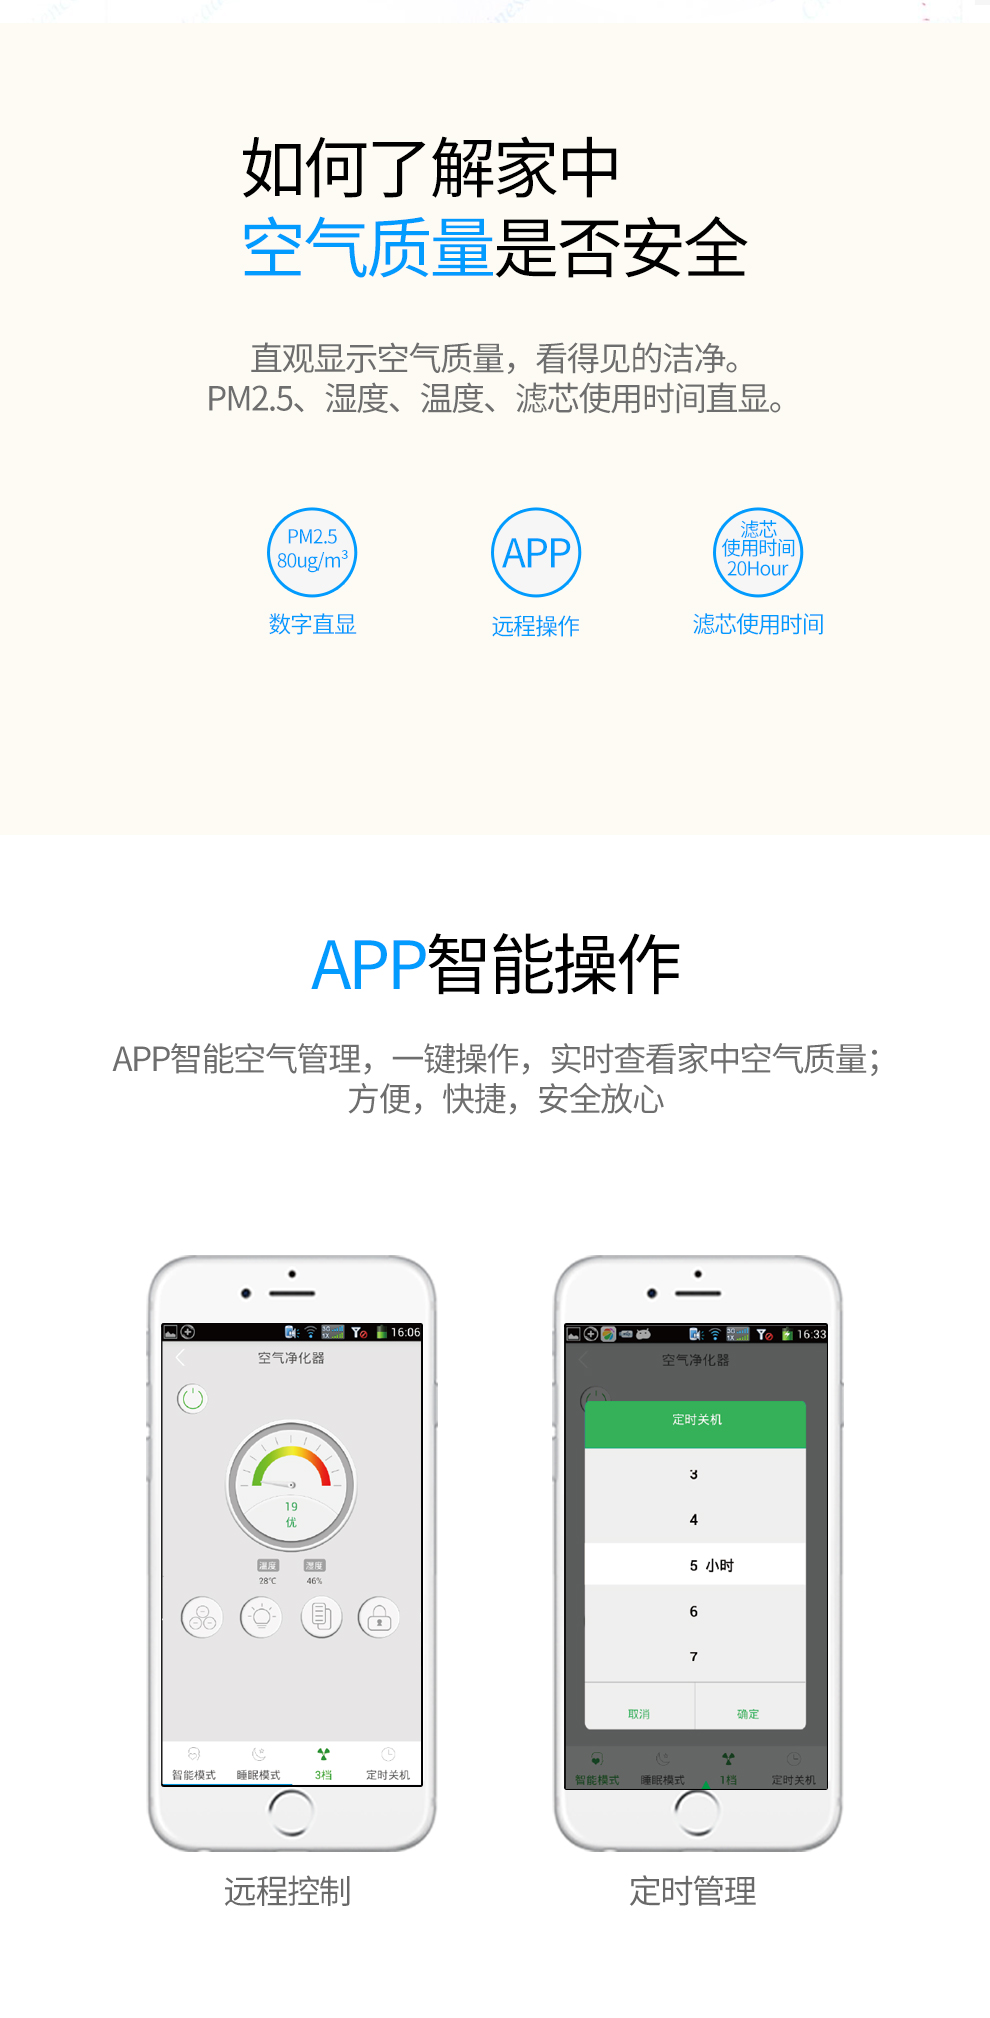 如何了解家中
空气质量是否安全
直观显示空气质量，看得见的洁净。
PM2.5、湿度、温度、滤芯使用时间直显。
PM2.5
80ug/m³
数字直显
APP
远程操作
滤芯
使用时间
20Hour
滤芯使用时间
APP智能操作
APP智能空气管理，一键操作，实时查看家中空气质量；
方便，快捷，安全放心
16:06
空气净化器
19
优
温度 湿度
28℃ 46%
智能模式 睡眠模式 3档 定时关机
远程控制
16:33
空气净化器
定时关机
3
4
5 小时
6
7
取消 确定
智能模式 睡眠模式 1档 定时关机
定时管理